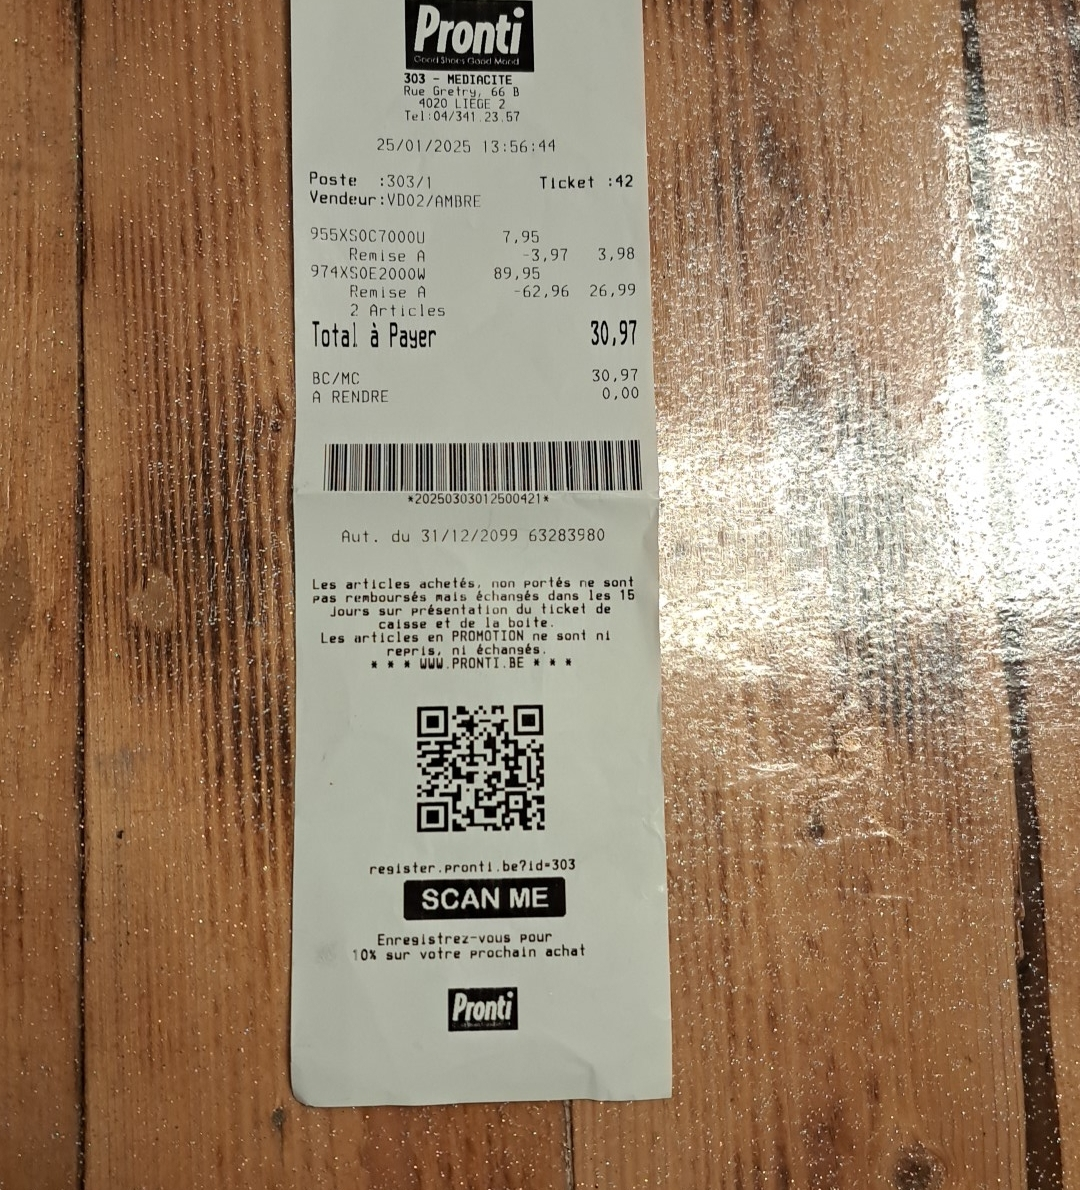 Pronti
Good Shoes Good Mood
303 - MEDIACITE
Rue Gretry, 66 B
4020 LIEGE 2
Tel:04/341.23.57
25/01/2025 13:56:44
Poste :303/1 Ticket :42
Vendeur:VD02/AMBRE
955XSOC7000U 7,95
Remise A -3,97 3,98
974XSOE2000W 89,95
Remise A -62,96 26,99
2 Articles
Total à Payer 30,97
BC/MC 30,97
A RENDRE 0,00
*20250303012500421*
Aut. du 31/12/2099 63283980
Les articles achetés, non portés ne sont
pas remboursés mais échangés dans les 15
Jours sur présentation du ticket de
caisse et de la boite.
Les articles en PROMOTION ne sont ni
repris, ni échangés.
* * * WWW.PRONTI.BE * * *
register.pronti.be?id=303
SCAN ME
Enregistrez-vous pour
10% sur votre prochain achat
Pronti